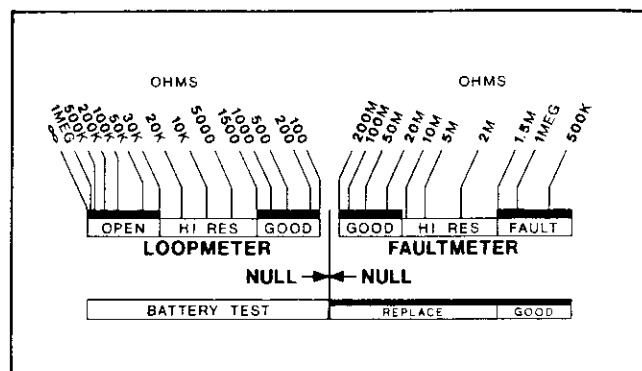 OHMS OHMS
∞ 1MEG 500K 200K 100K 50K 30K 20K 10K 5000 1500 1000 500 200 100 200M 100M 50M 20M 10M 5M 2M 1.5M 1MEG 500K
OPEN HI RES GOOD GOOD HI RES FAULT
LOOPMETER FAULTMETER
NULL NULL
BATTERY TEST REPLACE GOOD